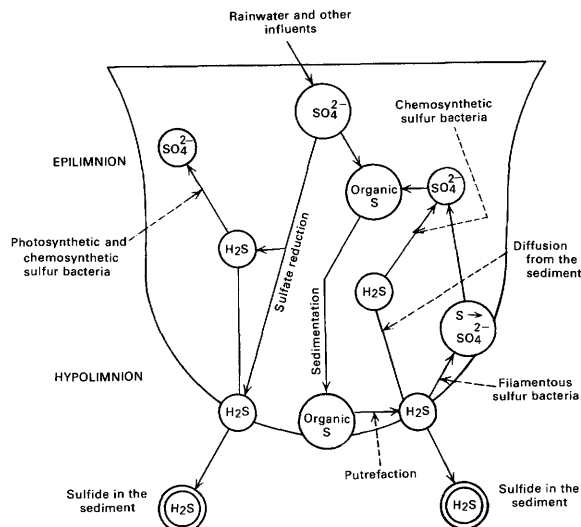 Rainwater and other
influents
SO4^2-
Chemosynthetic
sulfur bacteria
EPILIMNION
SO4^2-
Organic
S
SO4^2-
Photosynthetic and
chemosynthetic
sulfur bacteria
H2S
Sulfate reduction
Diffusion
from the
sediment
H2S
Sedimentation
S →
SO4^2-
HYPOLIMNION
H2S
Organic
S
H2S
Filamentous
sulfur bacteria
Putrefaction
Sulfide in the
sediment
H2S
Sulfide in the
sediment
H2S